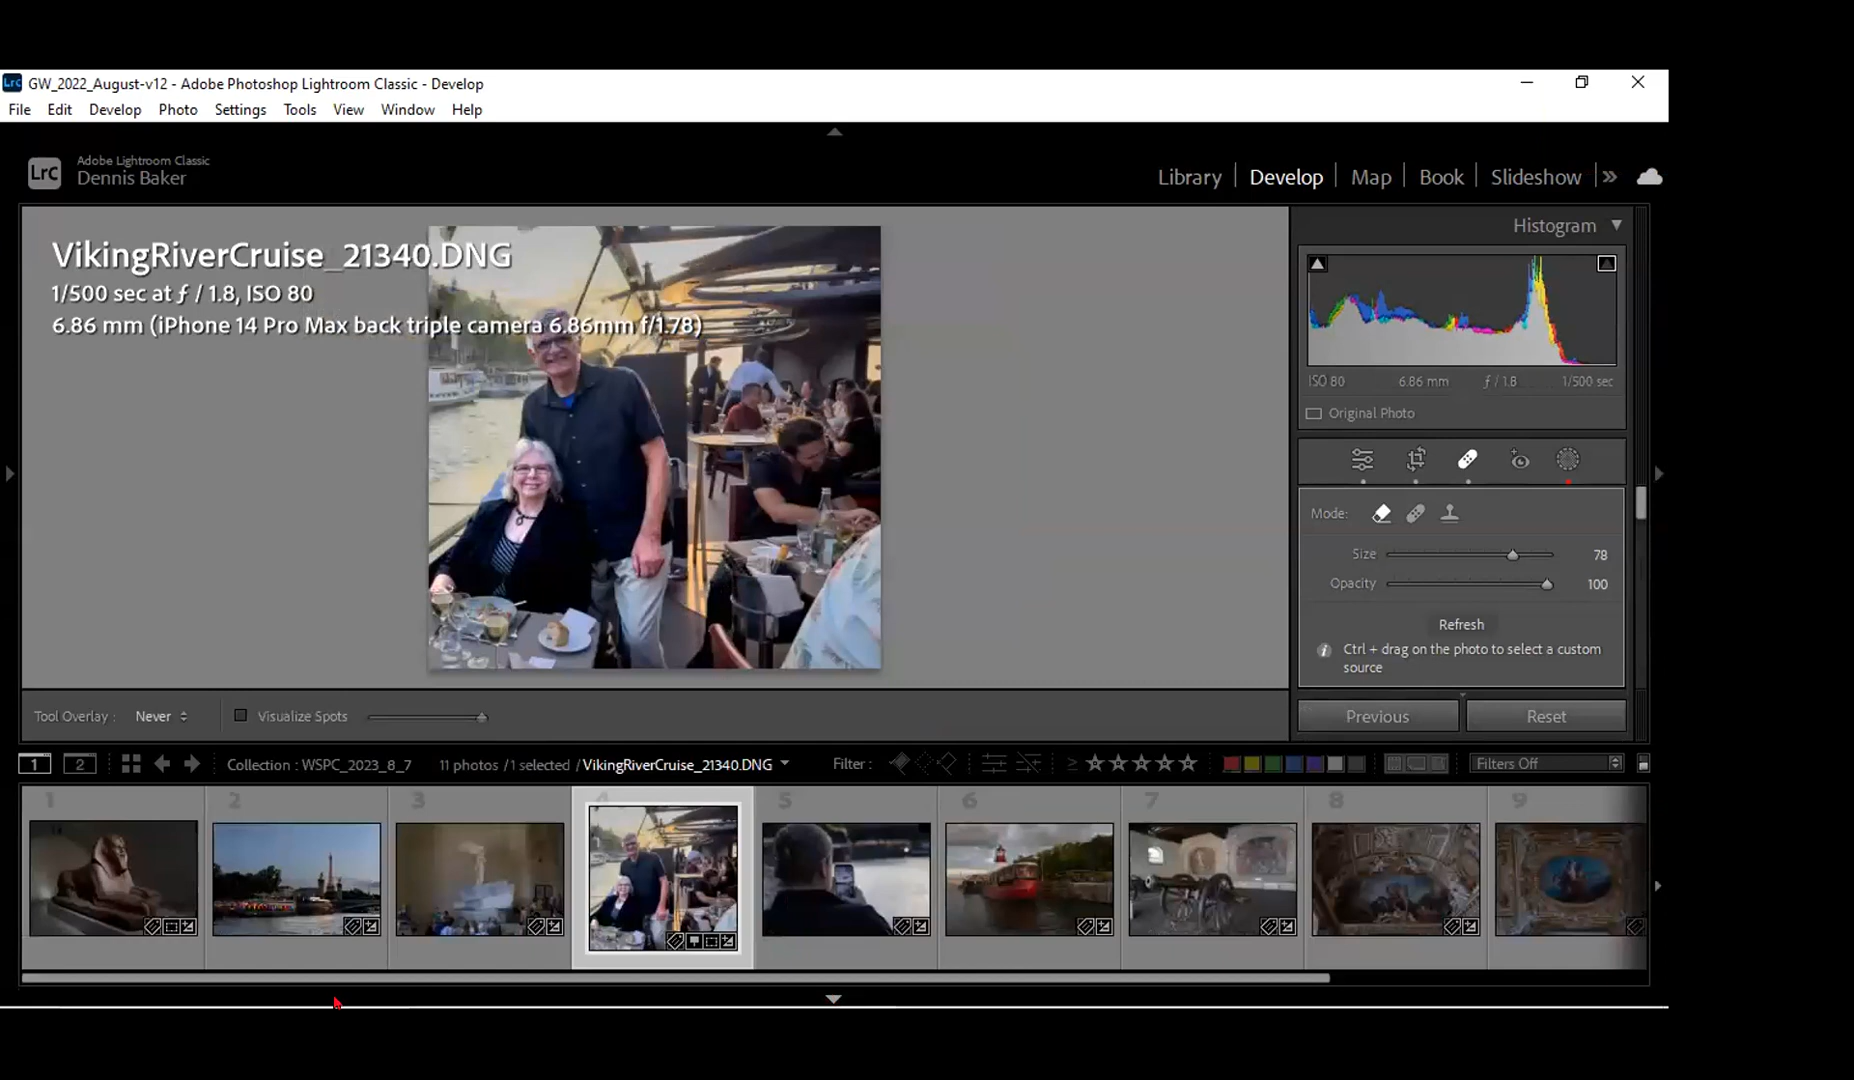 Lrc GW_2022_August-v12 - Adobe Photoshop Lightroom Classic - Develop
File Edit Develop Photo Settings Tools View Window Help
LrC
Adobe Lightroom Classic
Dennis Baker
Library Develop Map Book Slideshow »
VikingRiverCruise_21340.DNG
1/500 sec at ƒ / 1.8, ISO 80
6.86 mm (iPhone 14 Pro Max back triple camera 6.86mm f/1.78)
Histogram
ISO 80 6.86 mm ƒ / 1.8 1/500 sec
Original Photo
Mode:
Size 78
Opacity 100
Refresh
Ctrl + drag on the photo to select a custom
source
Tool Overlay : Never Visualize Spots
Previous Reset
1 2 Collection : WSPC_2023_8_7 11 photos / 1 selected / VikingRiverCruise_21340.DNG Filter : ≥ Filters Off
1 2 3 4 5 6 7 8 9